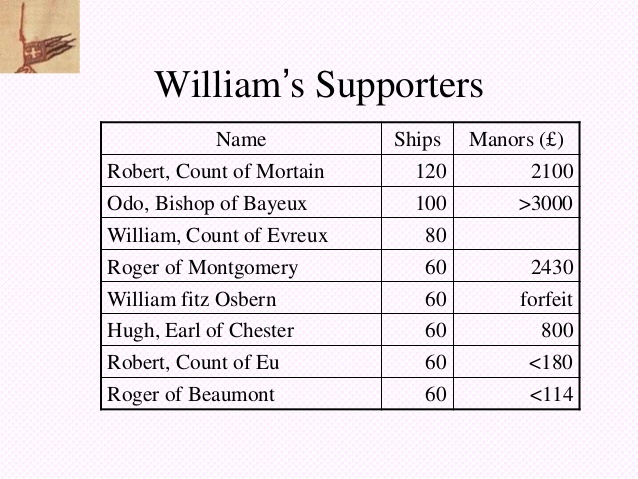 William’s Supporters
Name Ships Manors (£)
Robert, Count of Mortain 120 2100
Odo, Bishop of Bayeux 100 >3000
William, Count of Evreux 80
Roger of Montgomery 60 2430
William fitz Osbern 60 forfeit
Hugh, Earl of Chester 60 800
Robert, Count of Eu 60 <180
Roger of Beaumont 60 <114